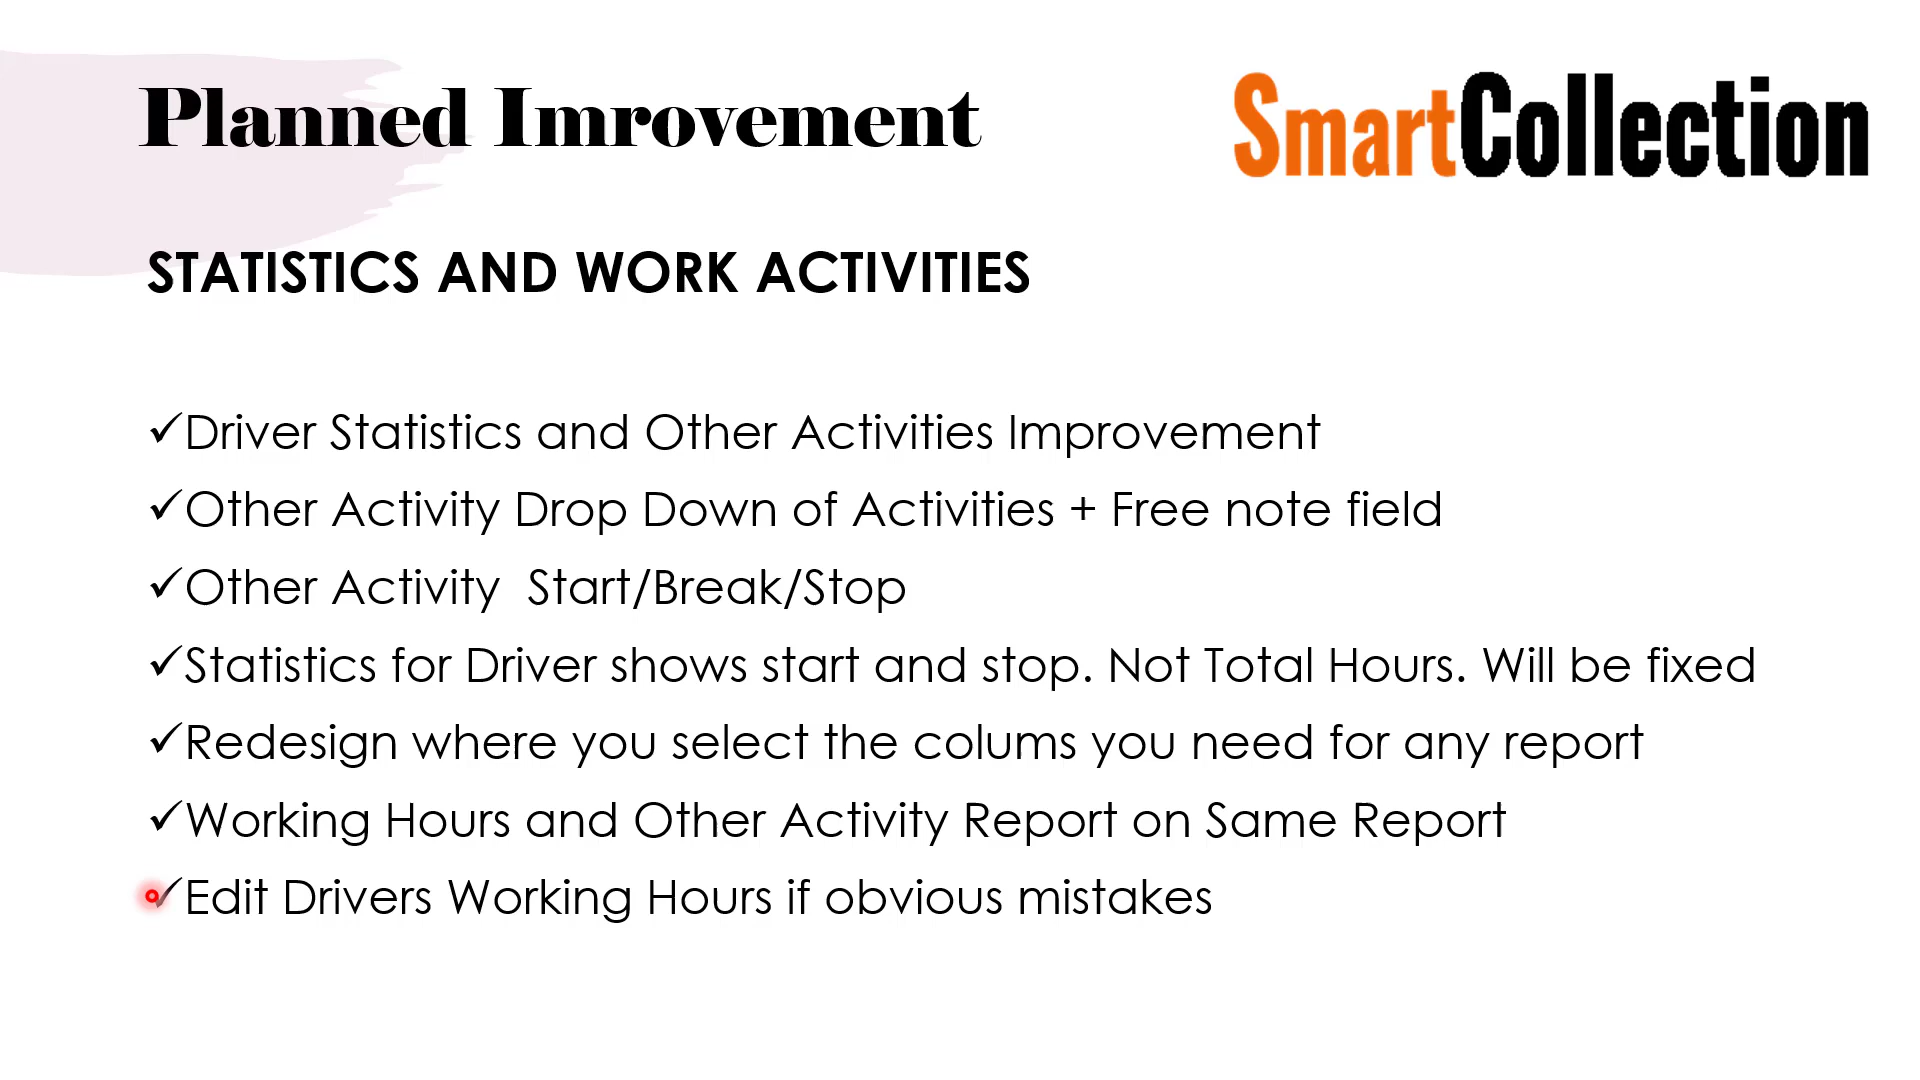 Planned Imrovement
SmartCollection
STATISTICS AND WORK ACTIVITIES
✓Driver Statistics and Other Activities Improvement
✓Other Activity Drop Down of Activities + Free note field
✓Other Activity  Start/Break/Stop
✓Statistics for Driver shows start and stop. Not Total Hours. Will be fixed
✓Redesign where you select the colums you need for any report
✓Working Hours and Other Activity Report on Same Report
✓Edit Drivers Working Hours if obvious mistakes